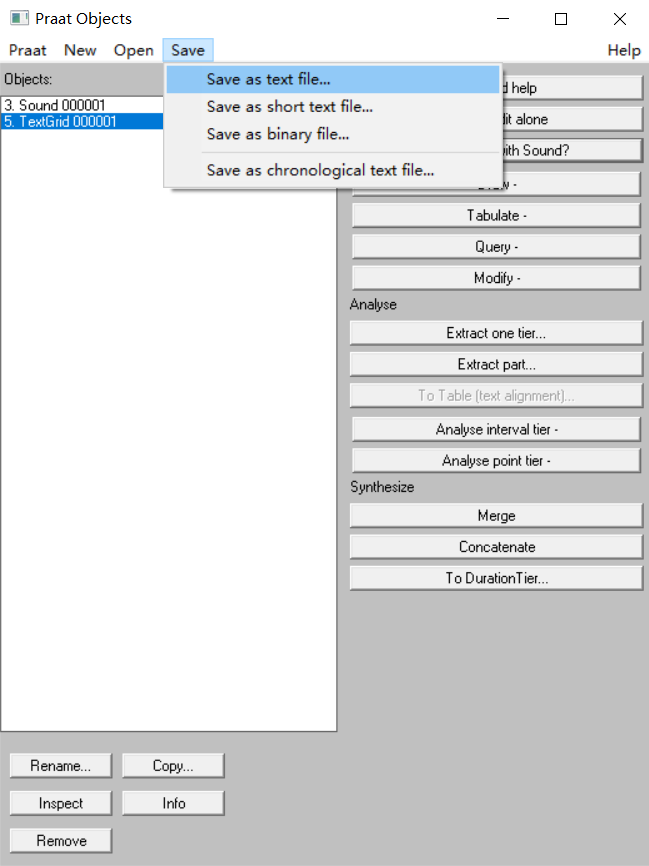 Praat Objects
Praat New Open Save Help
Objects:
3. Sound 000001
5. TextGrid 000001
Save as text file...
Save as short text file...
Save as binary file...
Save as chronological text file...
help
alone
with Sound?
Tabulate -
Query -
Modify -
Analyse
Extract one tier...
Extract part...
To Table (text alignment)...
Analyse interval tier -
Analyse point tier -
Synthesize
Merge
Concatenate
To DurationTier...
Rename... Copy...
Inspect Info
Remove